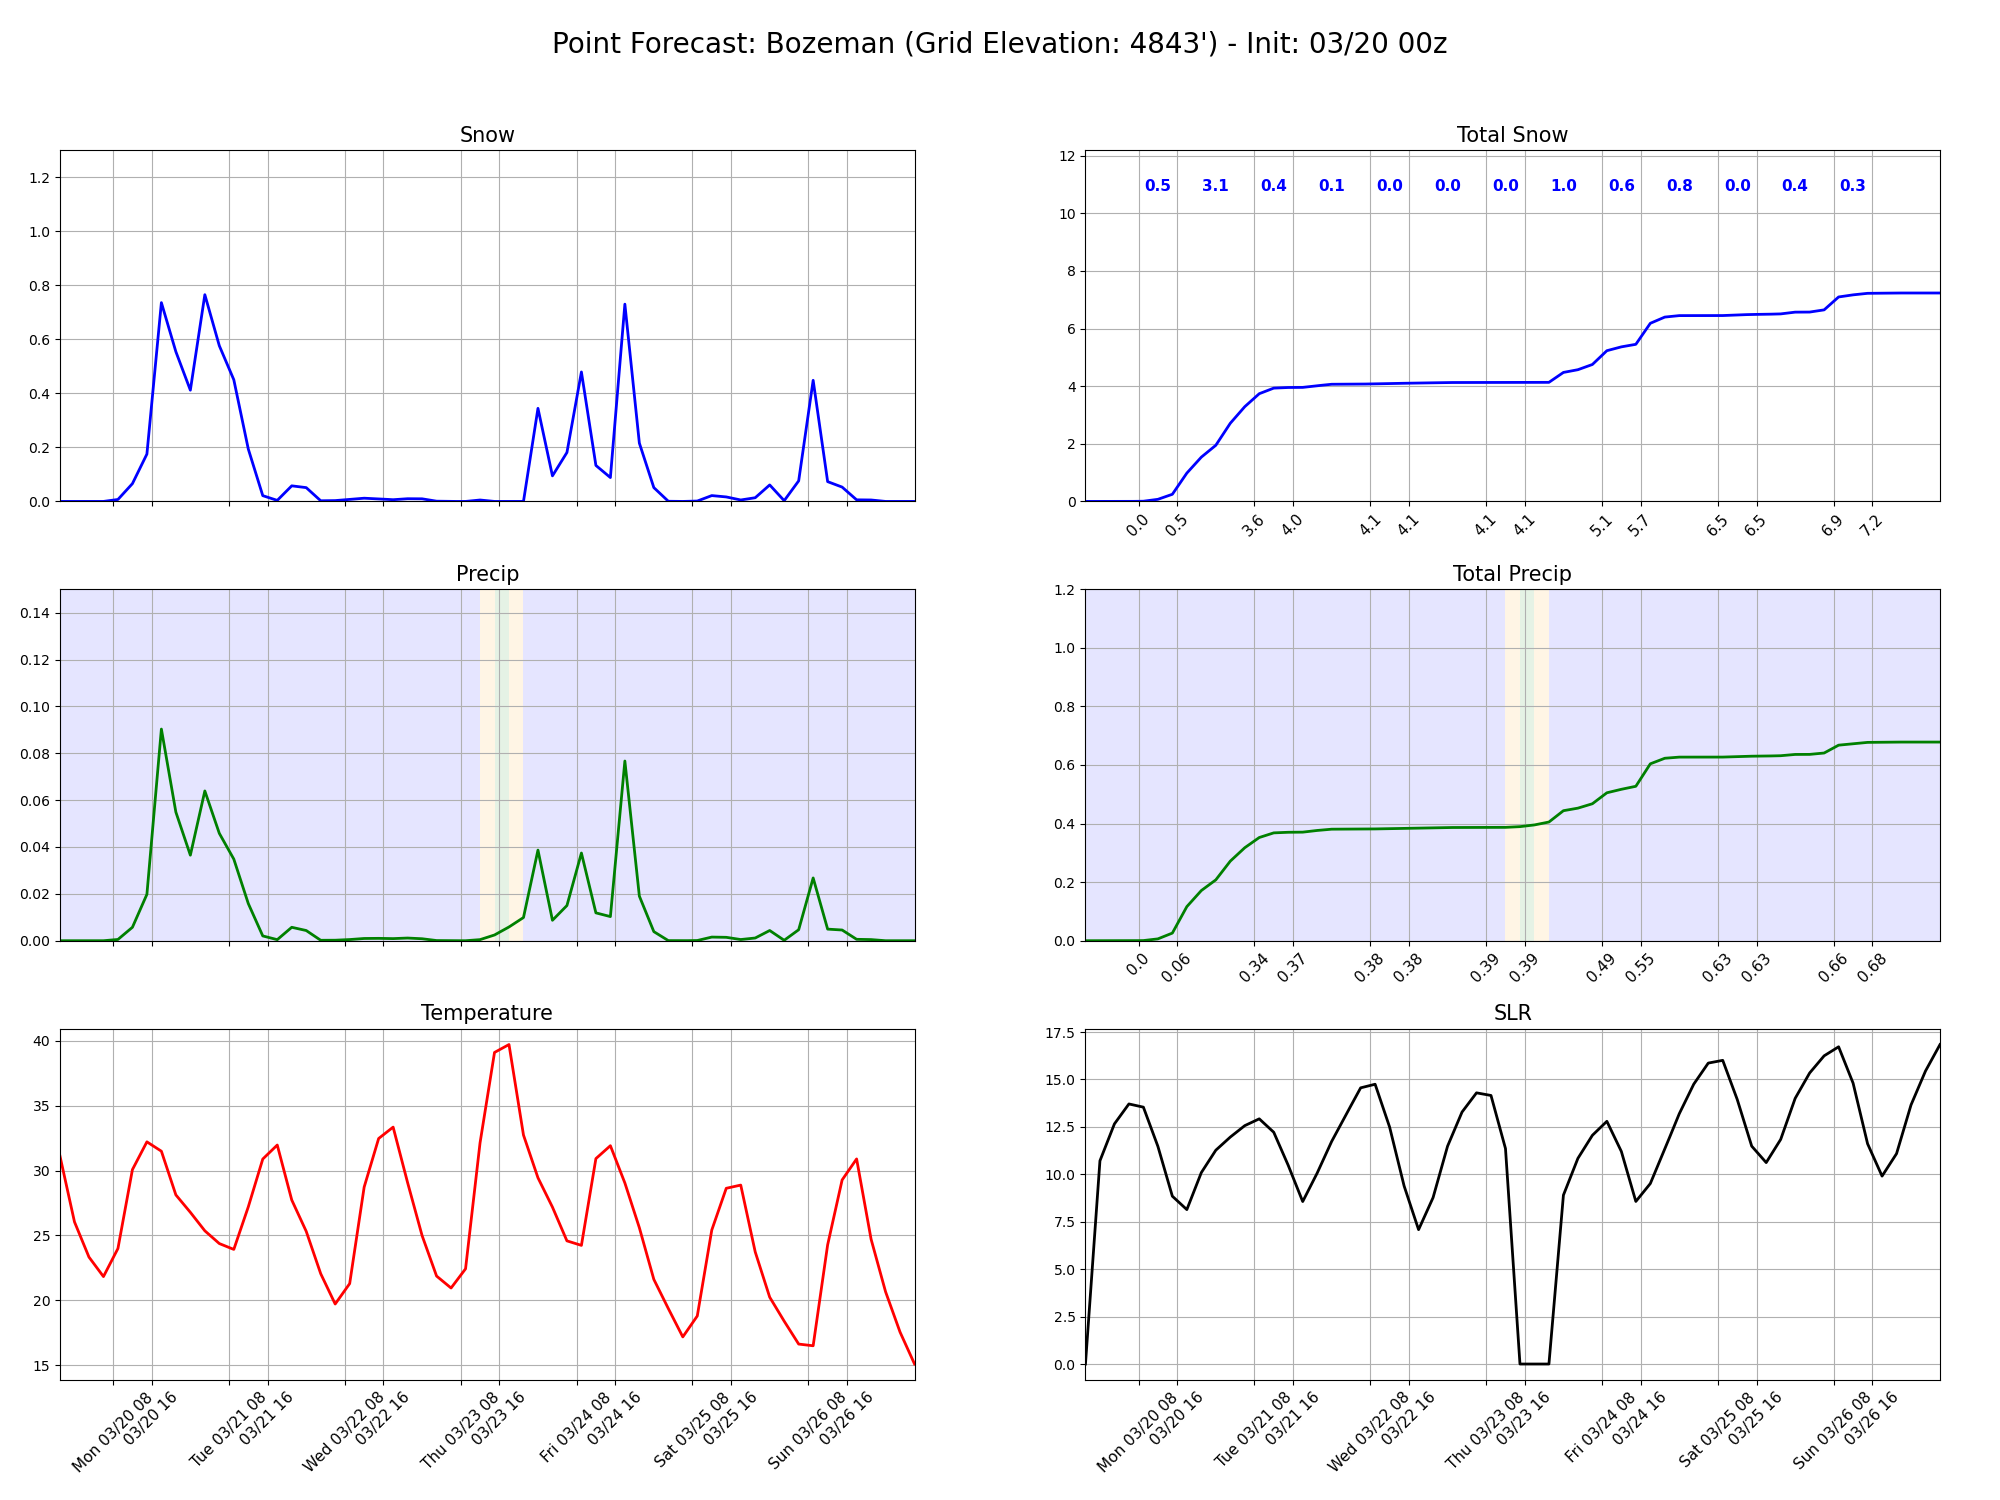 Point Forecast: Bozeman (Grid Elevation: 4843') - Init: 03/20 00z
Snow
1.2
1.0
0.8
0.6
0.4
0.2
0.0
Total Snow
12
10
8
6
4
2
0
0.5 3.1 0.4 0.1 0.0 0.0 0.0 1.0 0.6 0.8 0.0 0.4 0.3
0.0 0.5 3.6 4.0 4.1 4.1 4.1 4.1 5.1 5.7 6.5 6.5 6.9 7.2
Precip
0.14
0.12
0.10
0.08
0.06
0.04
0.02
0.00
Total Precip
1.2
1.0
0.8
0.6
0.4
0.2
0.0
0.0 0.06 0.34 0.37 0.38 0.38 0.39 0.39 0.49 0.55 0.63 0.63 0.66 0.68
Temperature
40
35
30
25
20
15
Mon 03/20 08
03/20 16
Tue 03/21 08
03/21 16
Wed 03/22 08
03/22 16
Thu 03/23 08
03/23 16
Fri 03/24 08
03/24 16
Sat 03/25 08
03/25 16
Sun 03/26 08
03/26 16
SLR
17.5
15.0
12.5
10.0
7.5
5.0
2.5
0.0
Mon 03/20 08
03/20 16
Tue 03/21 08
03/21 16
Wed 03/22 08
03/22 16
Thu 03/23 08
03/23 16
Fri 03/24 08
03/24 16
Sat 03/25 08
03/25 16
Sun 03/26 08
03/26 16